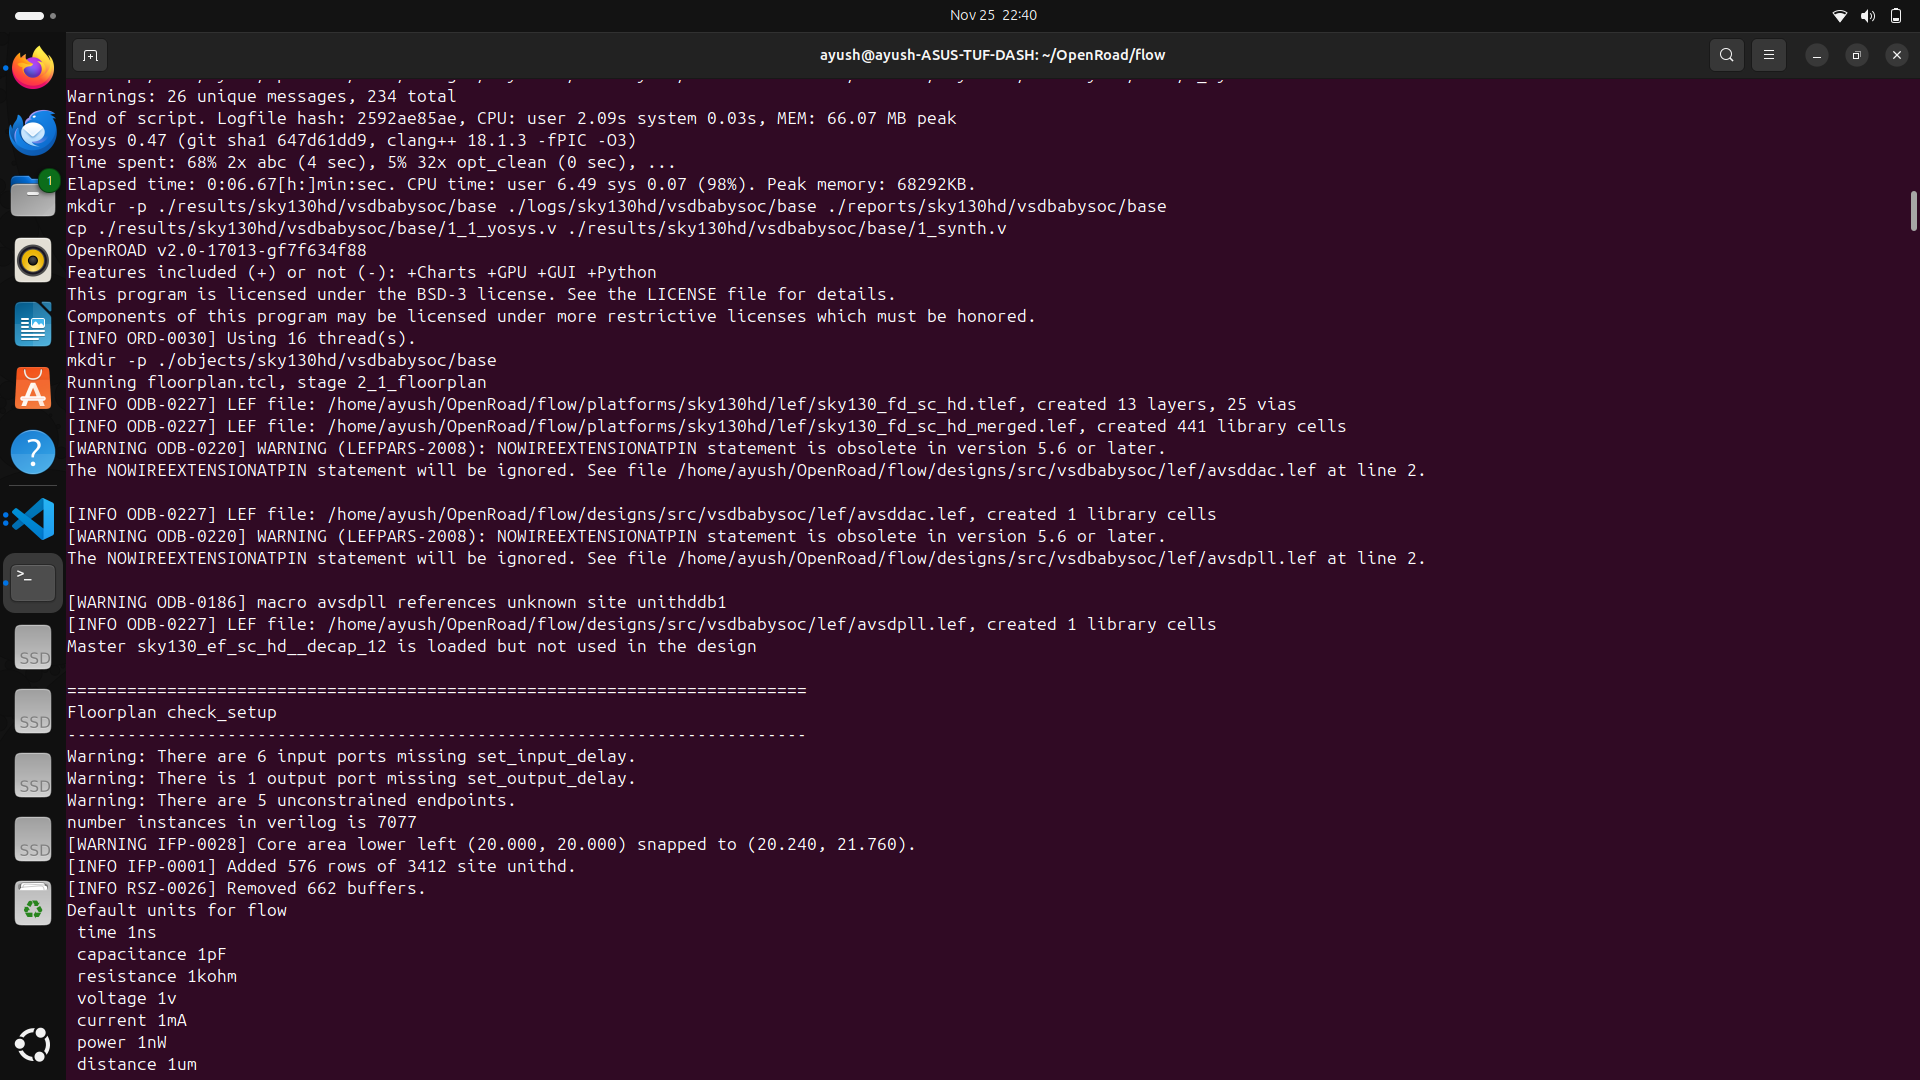 Nov 25 22:40
ayush@ayush-ASUS-TUF-DASH: ~/OpenRoad/flow
Warnings: 26 unique messages, 234 total
End of script. Logfile hash: 2592ae85ae, CPU: user 2.09s system 0.03s, MEM: 66.07 MB peak
Yosys 0.47 (git sha1 647d61dd9, clang++ 18.1.3 -fPIC -O3)
Time spent: 68% 2x abc (4 sec), 5% 32x opt_clean (0 sec), ...
Elapsed time: 0:06.67[h:]min:sec. CPU time: user 6.49 sys 0.07 (98%). Peak memory: 68292KB.
mkdir -p ./results/sky130hd/vsdbabysoc/base ./logs/sky130hd/vsdbabysoc/base ./reports/sky130hd/vsdbabysoc/base
cp ./results/sky130hd/vsdbabysoc/base/1_1_yosys.v ./results/sky130hd/vsdbabysoc/base/1_synth.v
OpenROAD v2.0-17013-gf7f634f88
Features included (+) or not (-): +Charts +GPU +GUI +Python
This program is licensed under the BSD-3 license. See the LICENSE file for details.
Components of this program may be licensed under more restrictive licenses which must be honored.
[INFO ORD-0030] Using 16 thread(s).
mkdir -p ./objects/sky130hd/vsdbabysoc/base
Running floorplan.tcl, stage 2_1_floorplan
[INFO ODB-0227] LEF file: /home/ayush/OpenRoad/flow/platforms/sky130hd/lef/sky130_fd_sc_hd.tlef, created 13 layers, 25 vias
[INFO ODB-0227] LEF file: /home/ayush/OpenRoad/flow/platforms/sky130hd/lef/sky130_fd_sc_hd_merged.lef, created 441 library cells
[WARNING ODB-0220] WARNING (LEFPARS-2008): NOWIREEXTENSIONATPIN statement is obsolete in version 5.6 or later.
The NOWIREEXTENSIONATPIN statement will be ignored. See file /home/ayush/OpenRoad/flow/designs/src/vsdbabysoc/lef/avsddac.lef at line 2.
[INFO ODB-0227] LEF file: /home/ayush/OpenRoad/flow/designs/src/vsdbabysoc/lef/avsddac.lef, created 1 library cells
[WARNING ODB-0220] WARNING (LEFPARS-2008): NOWIREEXTENSIONATPIN statement is obsolete in version 5.6 or later.
The NOWIREEXTENSIONATPIN statement will be ignored. See file /home/ayush/OpenRoad/flow/designs/src/vsdbabysoc/lef/avsdpll.lef at line 2.
[WARNING ODB-0186] macro avsdpll references unknown site unithddb1
[INFO ODB-0227] LEF file: /home/ayush/OpenRoad/flow/designs/src/vsdbabysoc/lef/avsdpll.lef, created 1 library cells
Master sky130_ef_sc_hd__decap_12 is loaded but not used in the design
==========================================================================
Floorplan check_setup
--------------------------------------------------------------------------
Warning: There are 6 input ports missing set_input_delay.
Warning: There is 1 output port missing set_output_delay.
Warning: There are 5 unconstrained endpoints.
number instances in verilog is 7077
[WARNING IFP-0028] Core area lower left (20.000, 20.000) snapped to (20.240, 21.760).
[INFO IFP-0001] Added 576 rows of 3412 site unithd.
[INFO RSZ-0026] Removed 662 buffers.
Default units for flow
time 1ns
capacitance 1pF
resistance 1kohm
voltage 1v
current 1mA
power 1nW
distance 1um
1
SSD
SSD
SSD
SSD